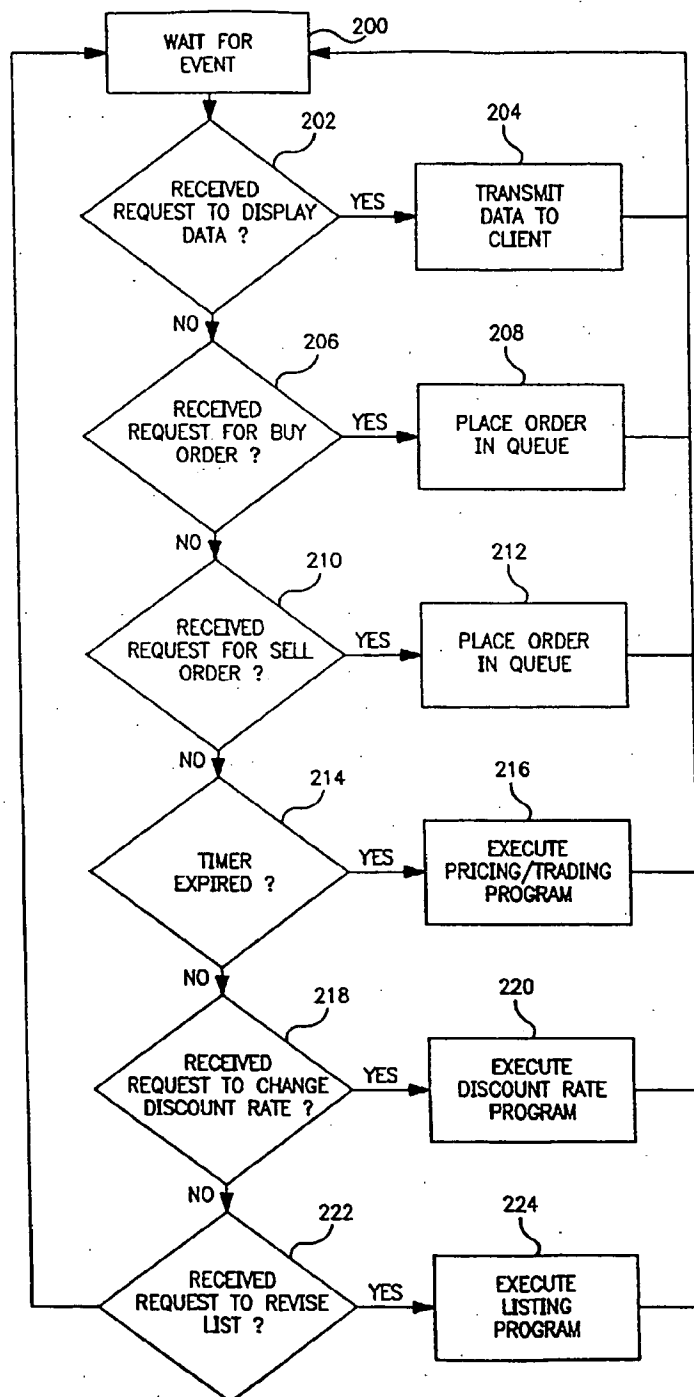 WAIT FOR
EVENT
200
RECEIVED
REQUEST TO DISPLAY
DATA ?
202
YES
TRANSMIT
DATA TO
CLIENT
204
NO
RECEIVED
REQUEST FOR BUY
ORDER ?
206
YES
PLACE ORDER
IN QUEUE
208
NO
RECEIVED
REQUEST FOR SELL
ORDER ?
210
YES
PLACE ORDER
IN QUEUE
212
NO
TIMER
EXPIRED ?
214
YES
EXECUTE
PRICING/TRADING
PROGRAM
216
NO
RECEIVED
REQUEST TO CHANGE
DISCOUNT RATE ?
218
YES
EXECUTE
DISCOUNT RATE
PROGRAM
220
NO
RECEIVED
REQUEST TO REVISE
LIST ?
222
YES
EXECUTE
LISTING
PROGRAM
224